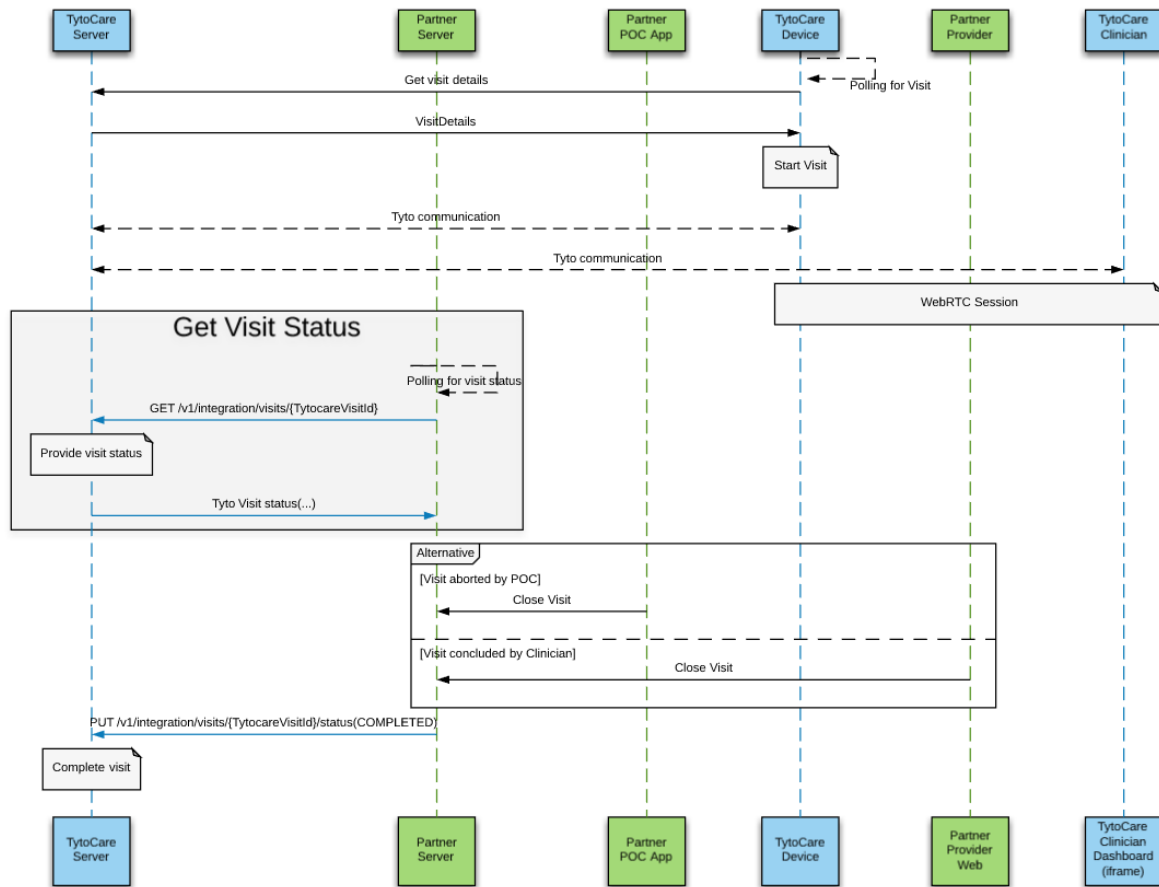 TytoCare
Server
Partner
Server
Partner
POC App
TytoCare
Device
Partner
Provider
TytoCare
Clinician
Polling for Visit
Get visit details
VisitDetails
Start Visit
Tyto communication
Tyto communication
WebRTC Session
Get Visit Status
Polling for visit status
GET /v1/integration/visits/{TytocareVisitId}
Provide visit status
Tyto Visit status(...)
Alternative
[Visit aborted by POC]
Close Visit
[Visit concluded by Clinician]
Close Visit
PUT /v1/integration/visits/{TytocareVisitId}/status(COMPLETED)
Complete visit
TytoCare
Server
Partner
Server
Partner
POC App
TytoCare
Device
Partner
Provider
Web
TytoCare
Clinician
Dashboard
(iframe)